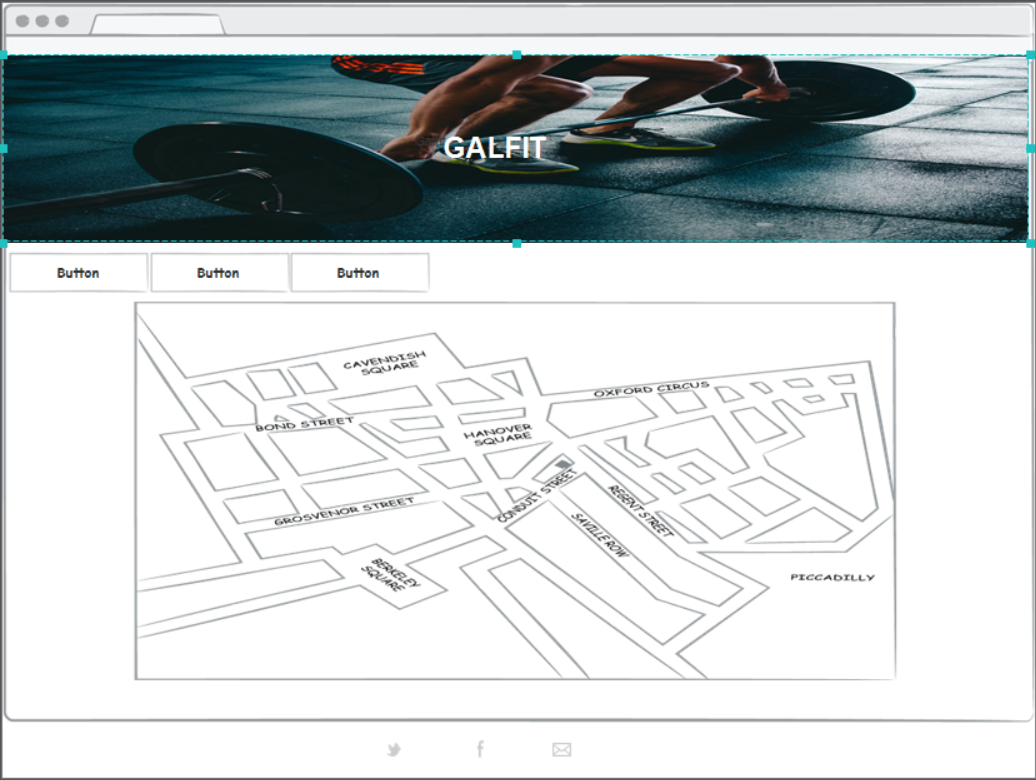 GALFIT
Button Button Button
CAVENDISH
SQUARE
OXFORD CIRCUS
BOND STREET
HANOVER
SQUARE
CONDUIT STREET
REGENT STREET
GROSVENOR STREET
SAVILLE ROW
BERKELEY
SQUARE
PICCADILLY